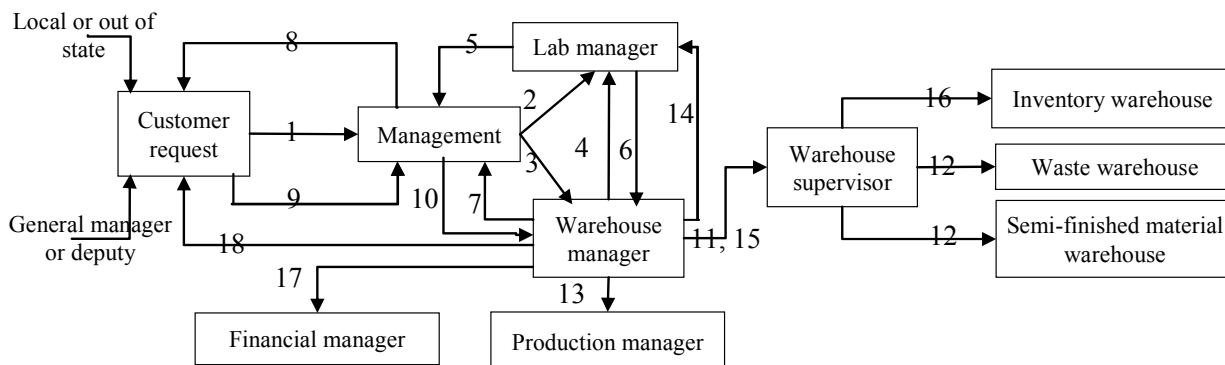 Local or out of
state
8
5
Lab manager
2
14
16
Inventory warehouse
Customer
request
1
Management
3
4
6
Warehouse
supervisor
12
Waste warehouse
9
10
7
General manager
or deputy
18
Warehouse
manager
11, 15
12
Semi-finished material
warehouse
17
13
Financial manager
Production manager